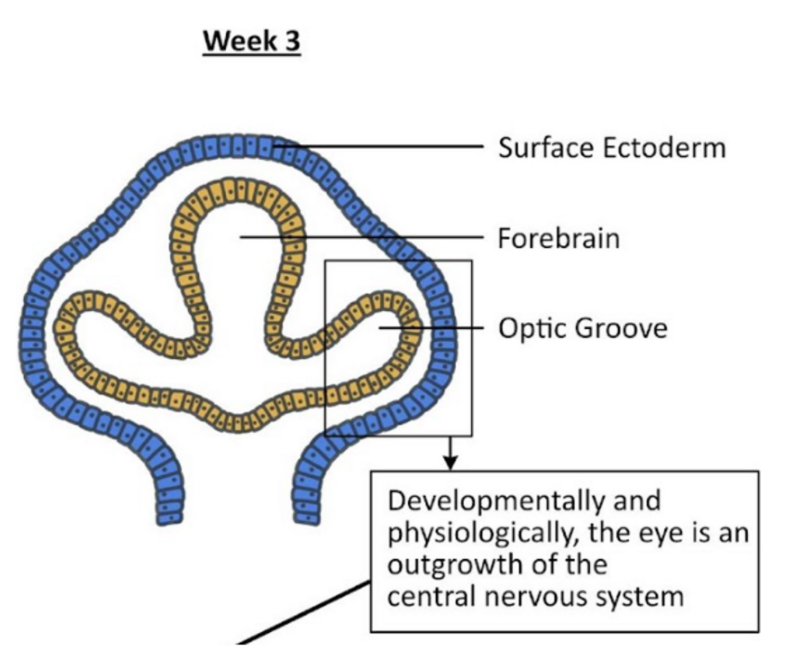 Week 3
Surface Ectoderm
Forebrain
Optic Groove
Developmentally and
physiologically, the eye is an
outgrowth of the
central nervous system